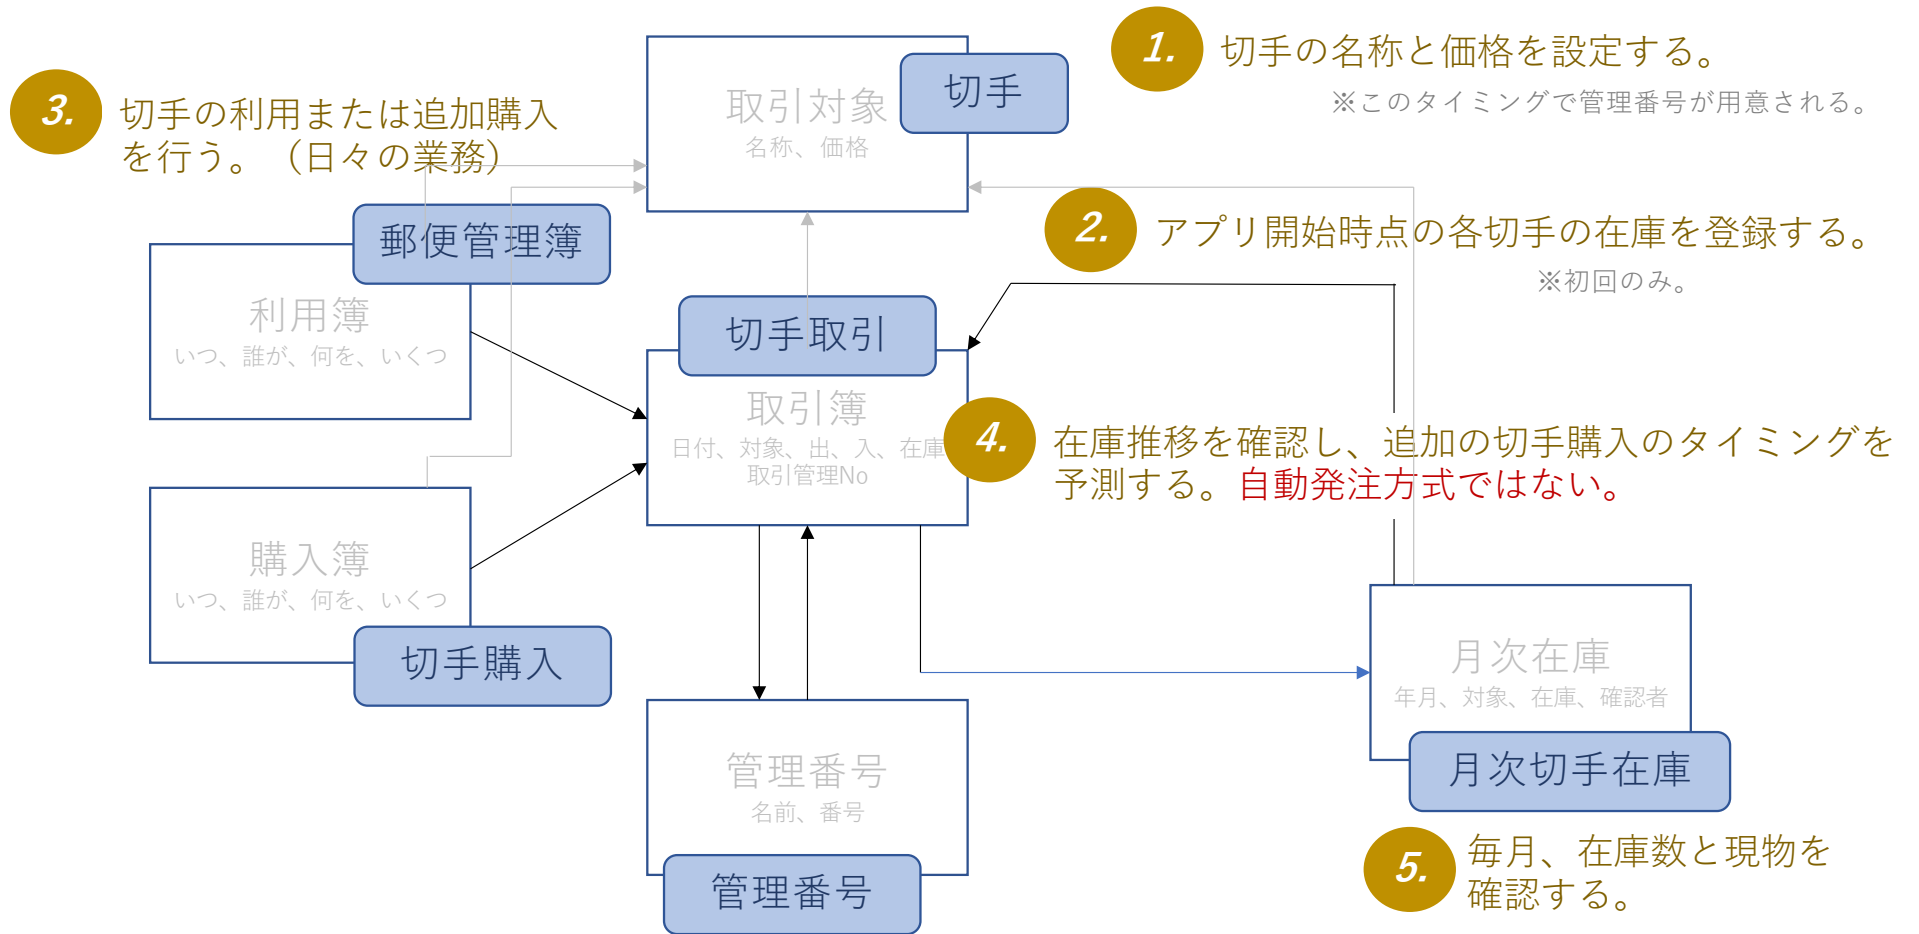 1.
切手の名称と価格を設定する。
※このタイミングで管理番号が用意される。
3.
切手の利用または追加購入
を行う。（日々の業務）
切手
取引対象
名称、価格
2.
アプリ開始時点の各切手の在庫を登録する。
※初回のみ。
郵便管理簿
利用簿
いつ、誰が、何を、いくつ
切手取引
取引簿
日付、対象、出、入、在庫
取引管理No
4.
在庫推移を確認し、追加の切手購入のタイミングを
予測する。自動発注方式ではない。
購入簿
いつ、誰が、何を、いくつ
切手購入
月次在庫
年月、対象、在庫、確認者
月次切手在庫
管理番号
名前、番号
管理番号
5.
毎月、在庫数と現物を
確認する。